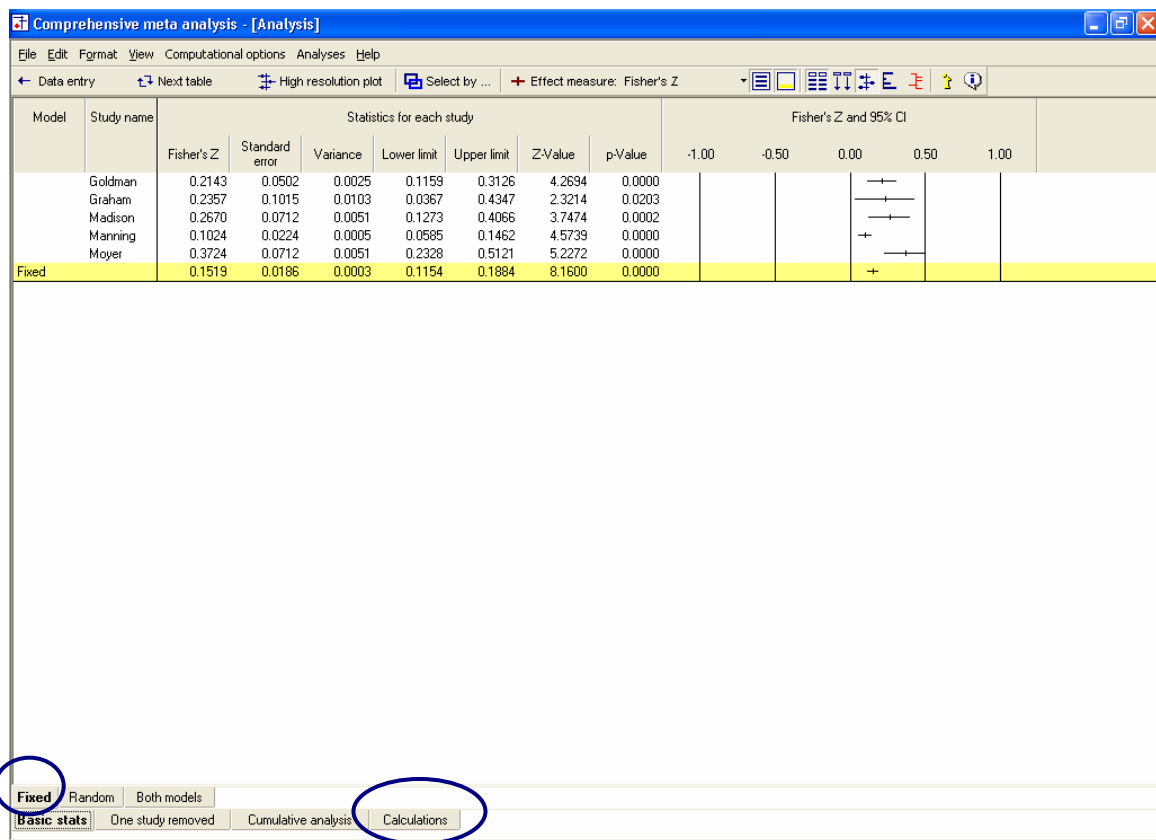 Comprehensive meta analysis - [Analysis]
File Edit Format View Computational options Analyses Help
Data entry Next table High resolution plot Select by ... Effect measure: Fisher's Z
Model Study name Statistics for each study Fisher's Z and 95% CI
Fisher's Z Standard error Variance Lower limit Upper limit Z-Value p-Value -1.00 -0.50 0.00 0.50 1.00
Goldman 0.2143 0.0502 0.0025 0.1159 0.3126 4.2694 0.0000
Graham 0.2357 0.1015 0.0103 0.0367 0.4347 2.3214 0.0203
Madison 0.2670 0.0712 0.0051 0.1273 0.4066 3.7474 0.0002
Manning 0.1024 0.0224 0.0005 0.0585 0.1462 4.5739 0.0000
Moyer 0.3724 0.0712 0.0051 0.2328 0.5121 5.2272 0.0000
Fixed 0.1519 0.0186 0.0003 0.1154 0.1884 8.1600 0.0000
Fixed Random Both models
Basic stats One study removed Cumulative analysis Calculations